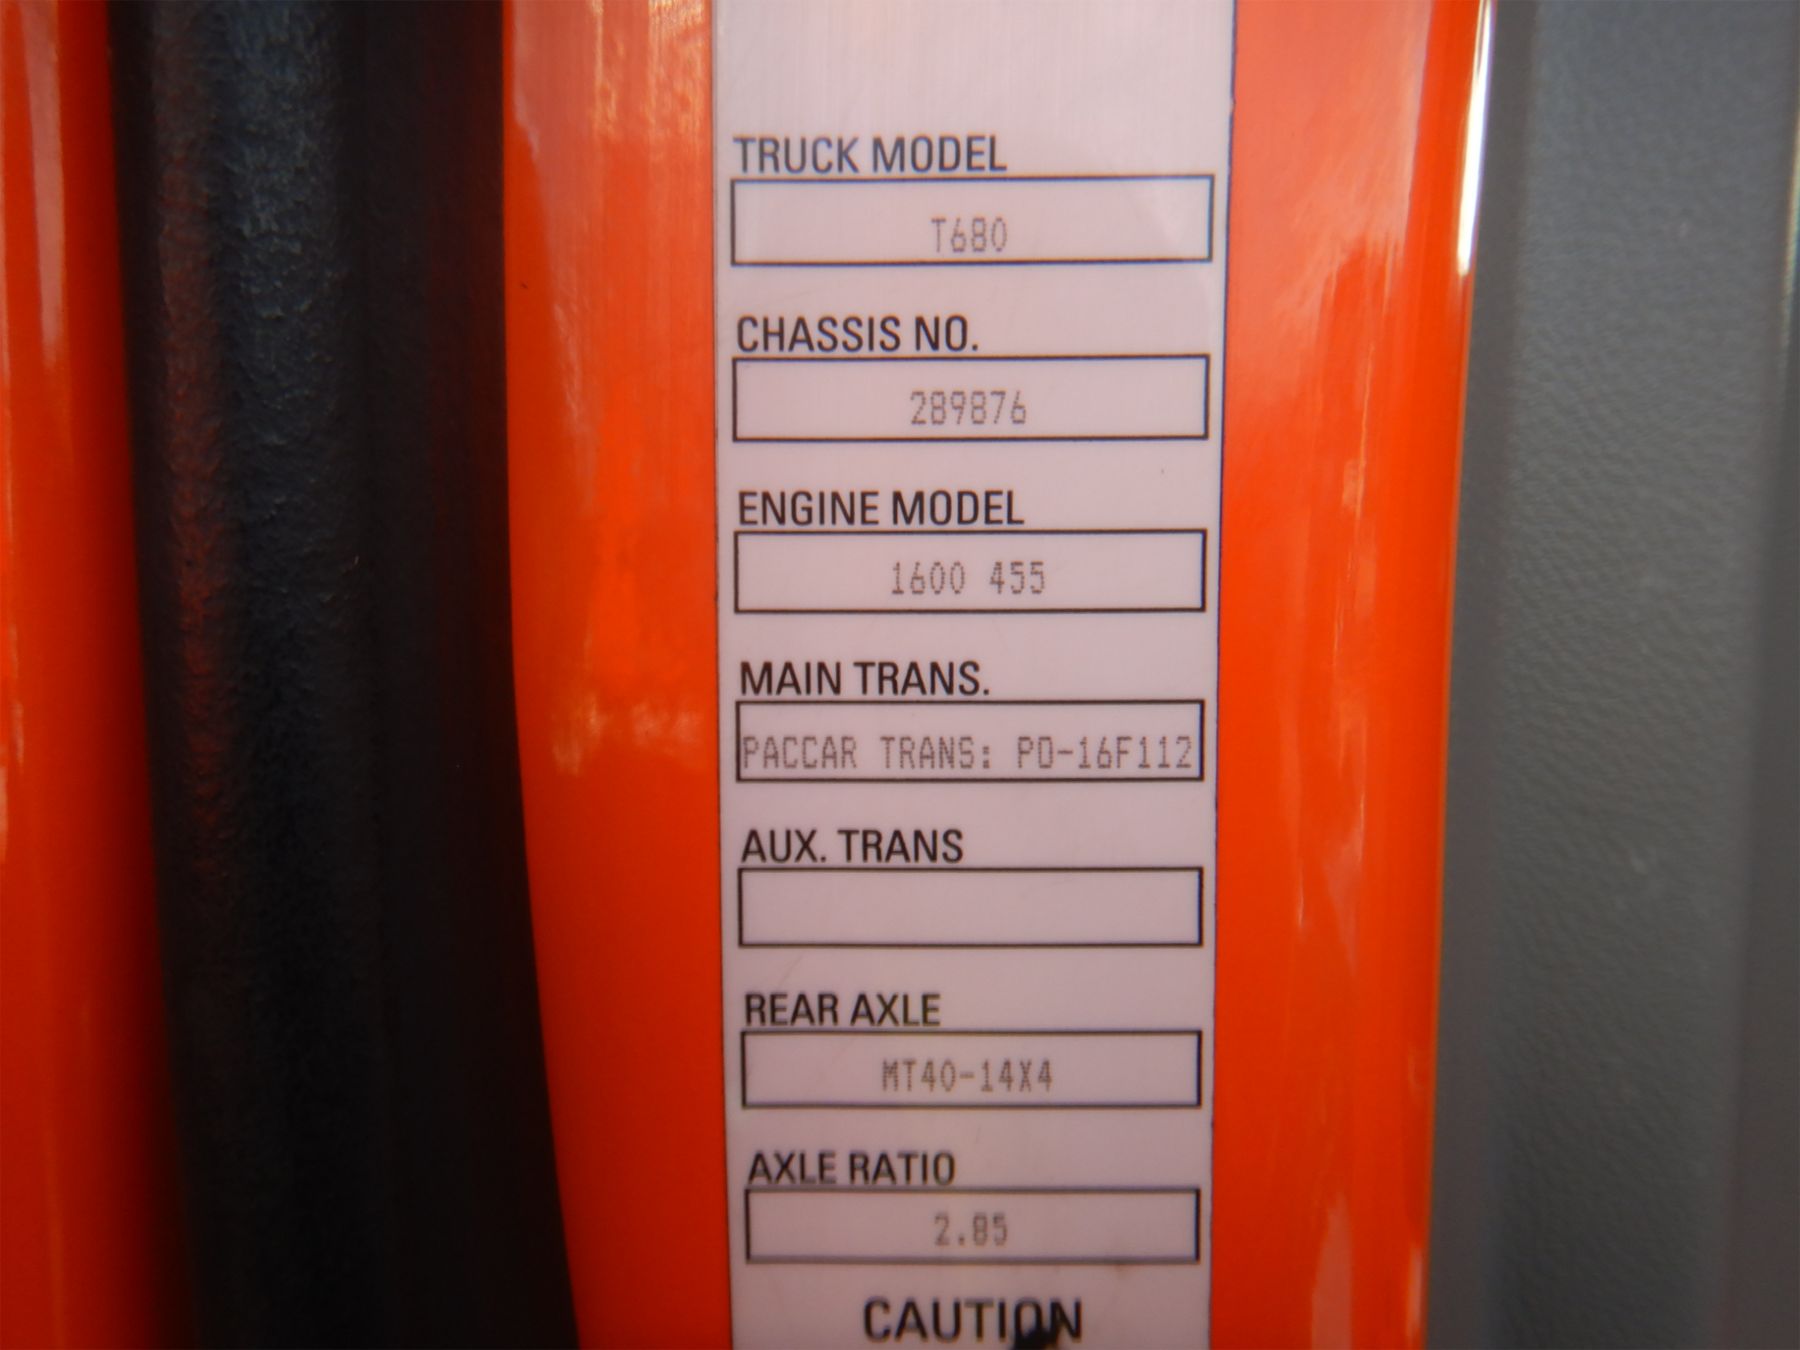 TRUCK MODEL
T680
CHASSIS NO.
289876
ENGINE MODEL
1600 455
MAIN TRANS.
PACCAR TRANS: PO-16F112
AUX. TRANS
REAR AXLE
MT40-14X4
AXLE RATIO
2.85
CAUTION